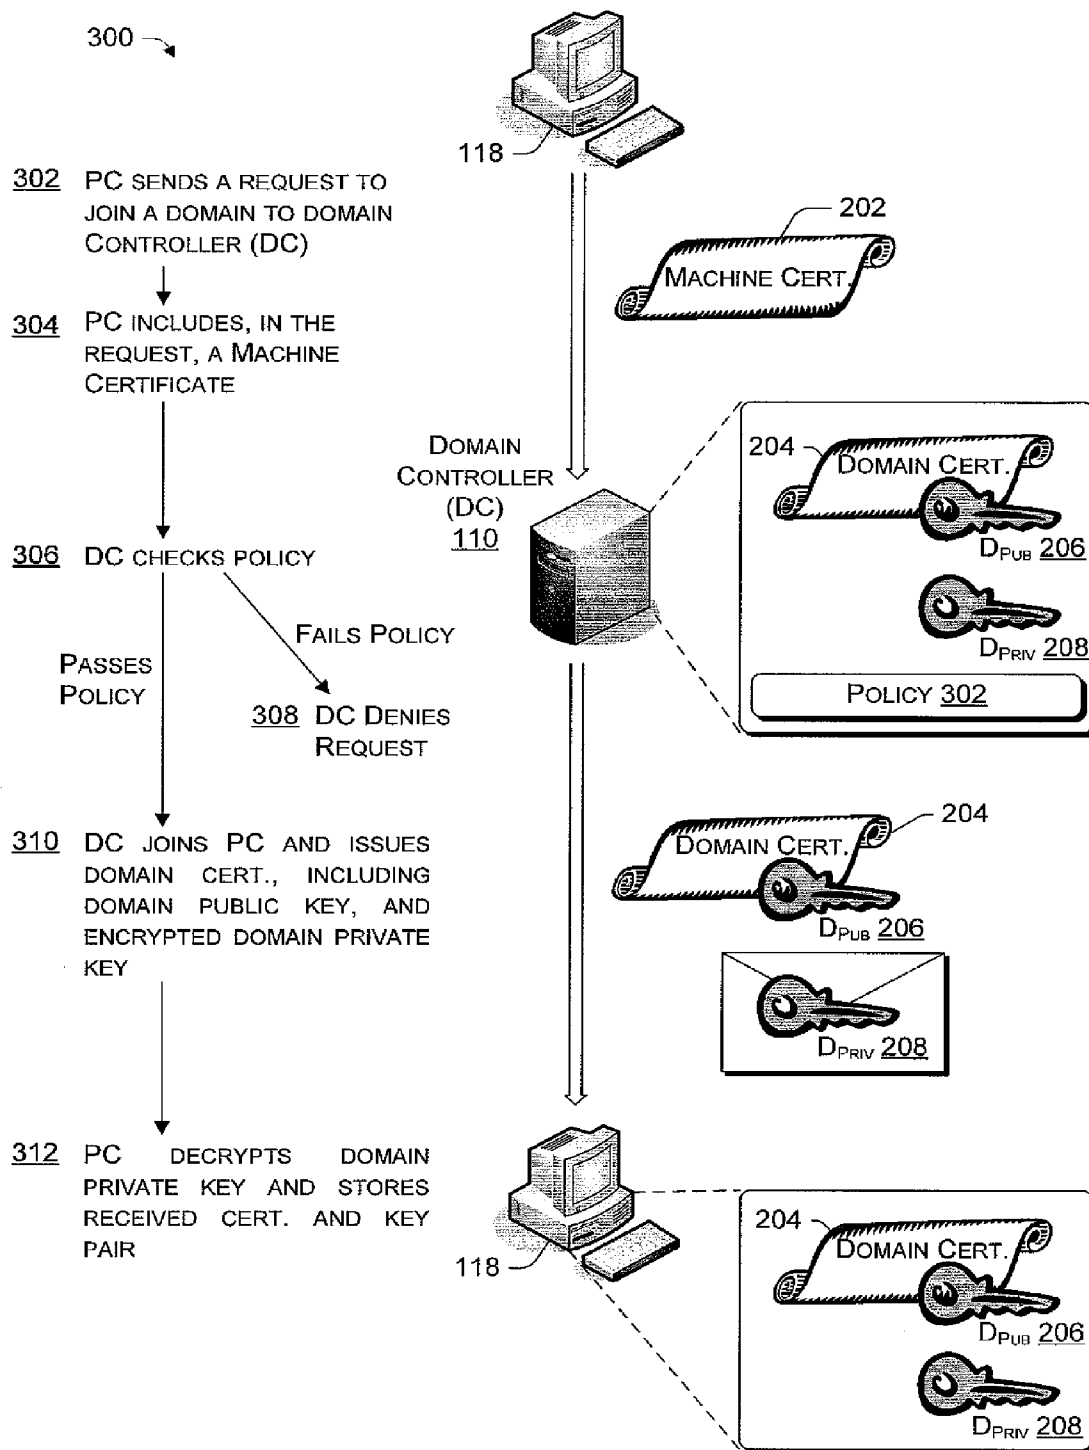 300
118
302 PC SENDS A REQUEST TO
JOIN A DOMAIN TO DOMAIN
CONTROLLER (DC)
202
MACHINE CERT.
304 PC INCLUDES, IN THE
REQUEST, A MACHINE
CERTIFICATE
DOMAIN
CONTROLLER
(DC)
110
204
DOMAIN CERT.
DPUB 206
DPRIV 208
POLICY 302
306 DC CHECKS POLICY
FAILS POLICY
PASSES
POLICY
308 DC DENIES
REQUEST
310 DC JOINS PC AND ISSUES
DOMAIN CERT., INCLUDING
DOMAIN PUBLIC KEY, AND
ENCRYPTED DOMAIN PRIVATE
KEY
204
DOMAIN CERT.
DPUB 206
DPRIV 208
312 PC DECRYPTS DOMAIN
PRIVATE KEY AND STORES
RECEIVED CERT. AND KEY
PAIR
118
204
DOMAIN CERT.
DPUB 206
DPRIV 208